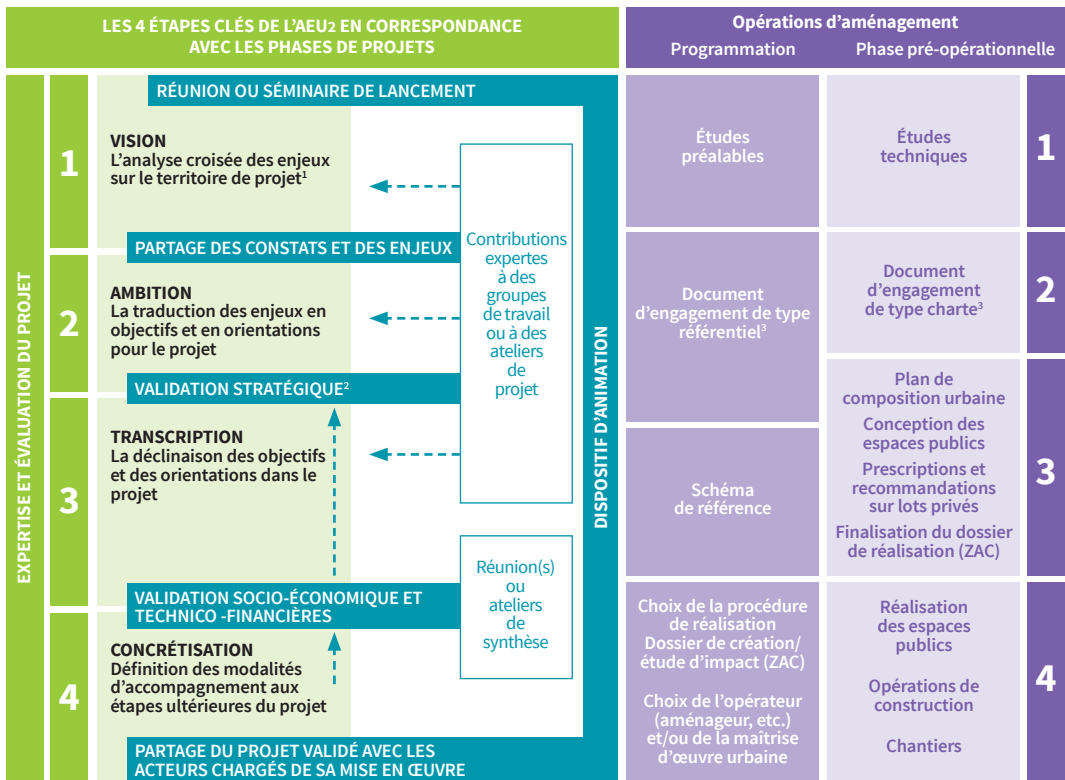 LES 4 ÉTAPES CLÉS DE L'AEU2 EN CORRESPONDANCE
AVEC LES PHASES DE PROJETS
EXPERTISE ET ÉVALUATION DU PROJET
RÉUNION OU SÉMINAIRE DE LANCEMENT
1
VISION
L'analyse croisée des enjeux
sur le territoire de projet1
PARTAGE DES CONSTATS ET DES ENJEUX
2
AMBITION
La traduction des enjeux en
objectifs et en orientations
pour le projet
VALIDATION STRATÉGIQUE2
3
TRANSCRIPTION
La déclinaison des objectifs
et des orientations dans le
projet
VALIDATION SOCIO-ÉCONOMIQUE ET
TECHNICO -FINANCIÈRES
4
CONCRÉTISATION
Définition des modalités
d'accompagnement aux
étapes ultérieures du projet
PARTAGE DU PROJET VALIDÉ AVEC LES
ACTEURS CHARGÉS DE SA MISE EN ŒUVRE
Contributions
expertes
à des
groupes
de travail
ou à des
ateliers
de
projet
Réunion(s)
ou
ateliers
de
synthèse
DISPOSITIF D'ANIMATION
Opérations d'aménagement
Programmation
Phase pré-opérationnelle
Études
préalables
Études
techniques
1
Document
d'engagement de type
référentiel3
Document
d'engagement
de type charte3
2
Schéma
de référence
Plan de
composition urbaine
Conception des
espaces publics
Prescriptions et
recommandations
sur lots privés
Finalisation du dossier
de réalisation (ZAC)
3
Choix de la procédure
de réalisation
Dossier de création/
étude d'impact (ZAC)
Choix de l'opérateur
(aménageur, etc.)
et/ou de la maîtrise
d'œuvre urbaine
Réalisation
des espaces
publics
Opérations de
construction
Chantiers
4